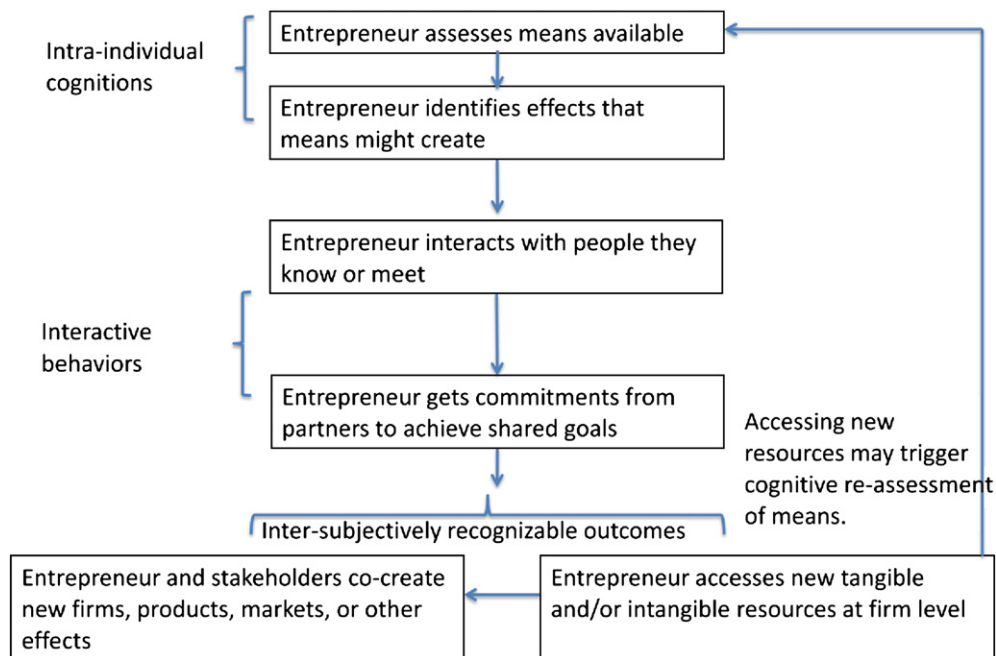 Entrepreneur assesses means available
Intra-individual
cognitions
Entrepreneur identifies effects that
means might create
Entrepreneur interacts with people they
know or meet
Interactive
behaviors
Entrepreneur gets commitments from
partners to achieve shared goals
Accessing new
resources may trigger
cognitive re-assessment
of means.
Inter-subjectively recognizable outcomes
Entrepreneur and stakeholders co-create
new firms, products, markets, or other
effects
Entrepreneur accesses new tangible
and/or intangible resources at firm level